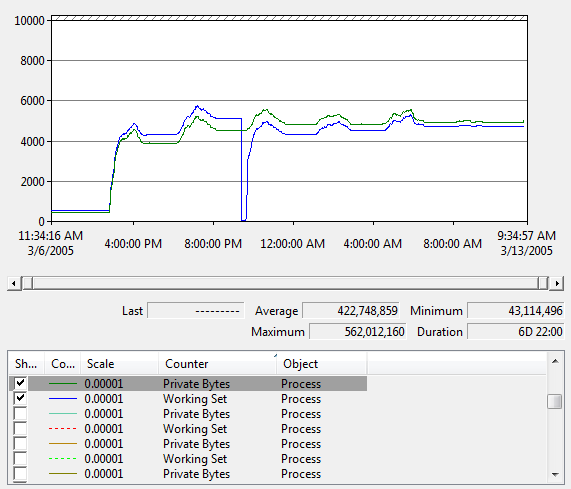 10000
8000
6000
4000
2000
0
11:34:16 AM 4:00:00 PM 8:00:00 PM 12:00:00 AM 4:00:00 AM 8:00:00 AM 9:34:57 AM
3/6/2005 3/13/2005
Last ---------- Average 422,748,859 Minimum 43,114,496
Maximum 562,012,160 Duration 6D 22:00
Sh... Co... Scale Counter Object
0.00001 Private Bytes Process
0.00001 Working Set Process
0.00001 Private Bytes Process
0.00001 Working Set Process
0.00001 Private Bytes Process
0.00001 Working Set Process
0.00001 Private Bytes Process